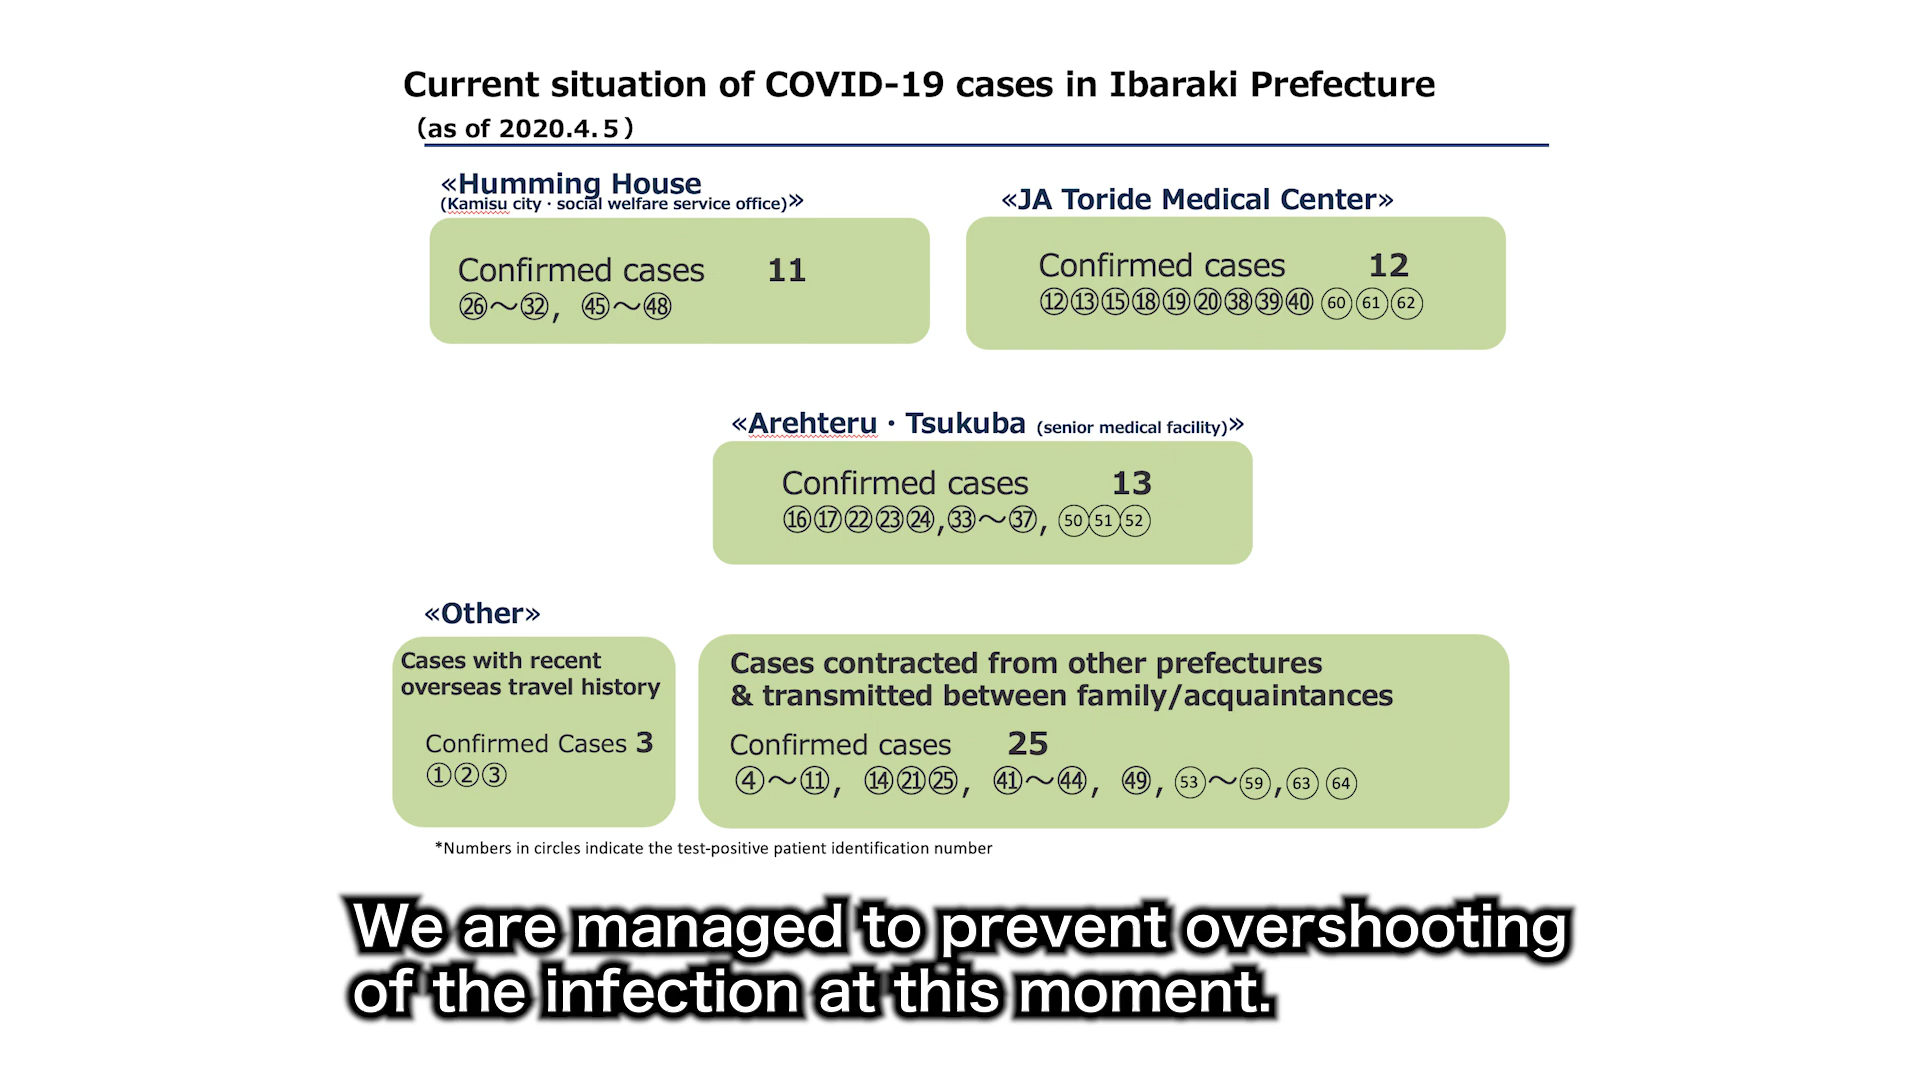 Current situation of COVID-19 cases in Ibaraki Prefecture
(as of 2020.4.5)
«Humming House
(Kamisu city・social welfare service office)»
Confirmed cases 11
㉖～㉜, ㊺～㊽
«JA Toride Medical Center»
Confirmed cases 12
⑫⑬⑮⑱⑲⑳㊳㊴㊵ 60 61 62
«Arehteru・Tsukuba (senior medical facility)»
Confirmed cases 13
⑯⑰㉒㉓㉔,㉝～㊲, 50 51 52
«Other»
Cases with recent
overseas travel history
Confirmed Cases 3
①②③
Cases contracted from other prefectures
& transmitted between family/acquaintances
Confirmed cases 25
④～⑪, ⑭㉑㉕, ㊶～㊹, ㊾, 53～59, 63 64
*Numbers in circles indicate the test-positive patient identification number
We are managed to prevent overshooting
of the infection at this moment.